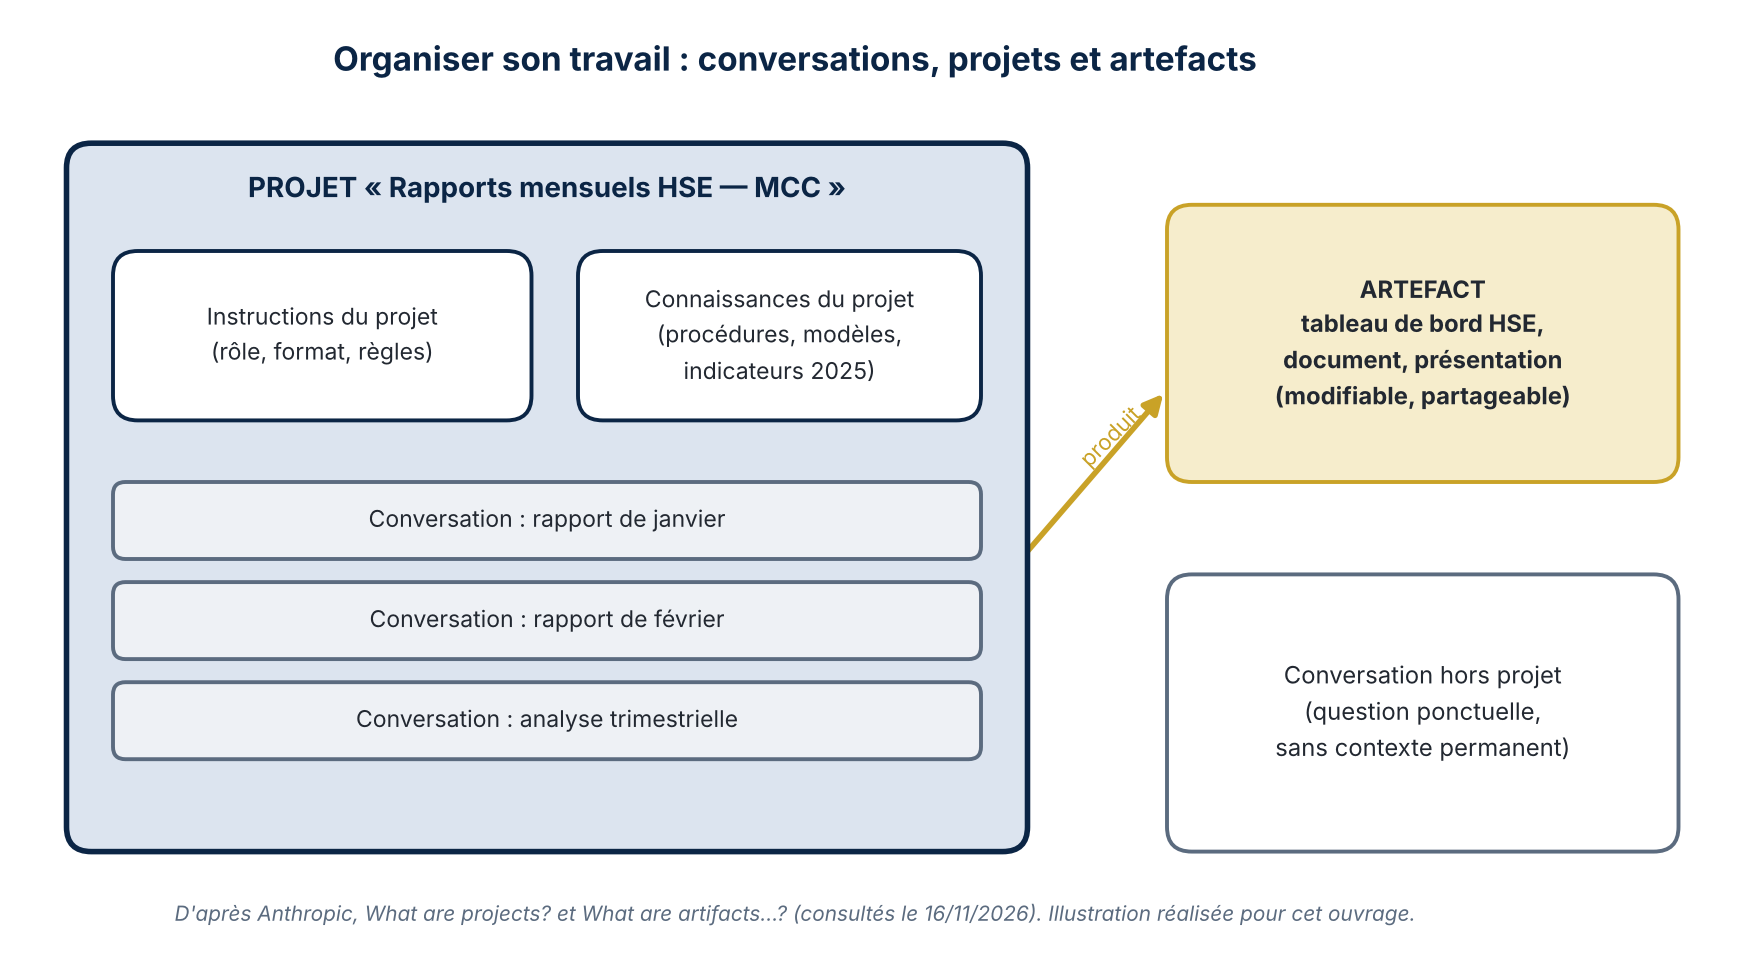 Organiser son travail : conversations, projets et artefacts
PROJET « Rapports mensuels HSE — MCC »
Instructions du projet
(rôle, format, règles)
Connaissances du projet
(procédures, modèles,
indicateurs 2025)
Conversation : rapport de janvier
Conversation : rapport de février
Conversation : analyse trimestrielle
produit
ARTEFACT
tableau de bord HSE,
document, présentation
(modifiable, partageable)
Conversation hors projet
(question ponctuelle,
sans contexte permanent)
D'après Anthropic, What are projects? et What are artifacts...? (consultés le 16/11/2026). Illustration réalisée pour cet ouvrage.